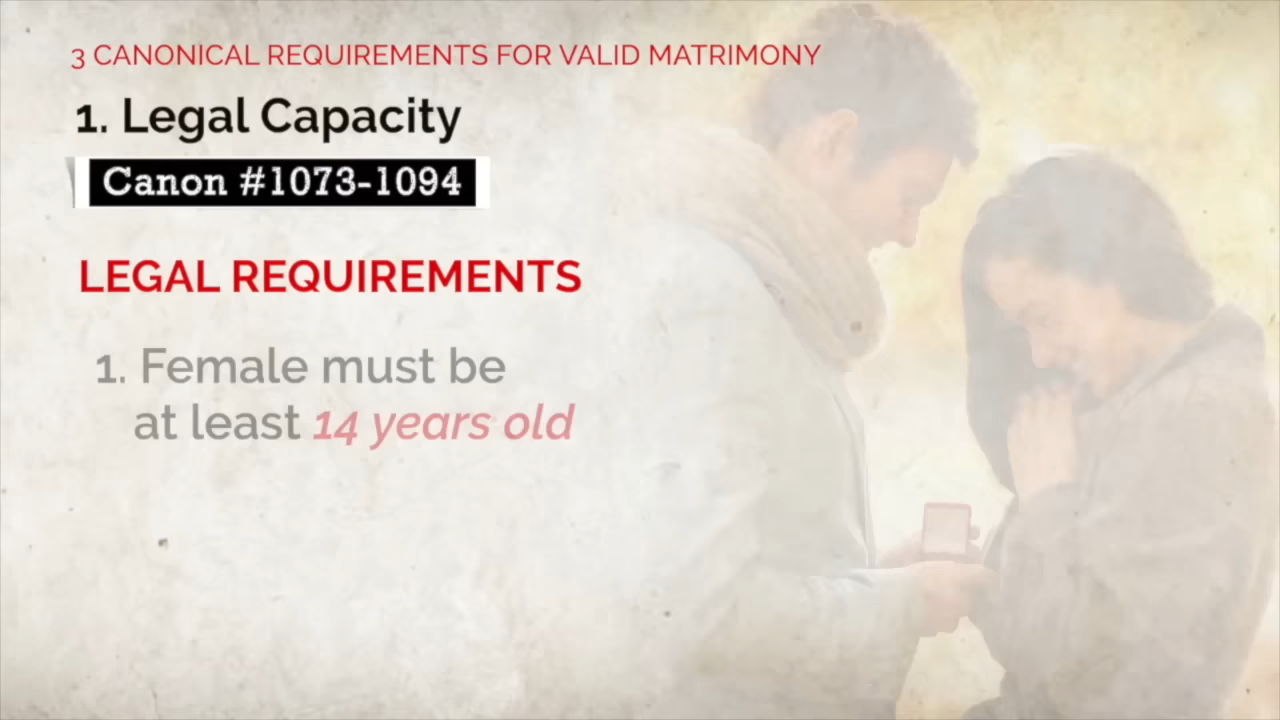 3 CANONICAL REQUIREMENTS FOR VALID MATRIMONY
1. Legal Capacity
Canon #1073-1094
LEGAL REQUIREMENTS
1. Female must be
at least 14 years old